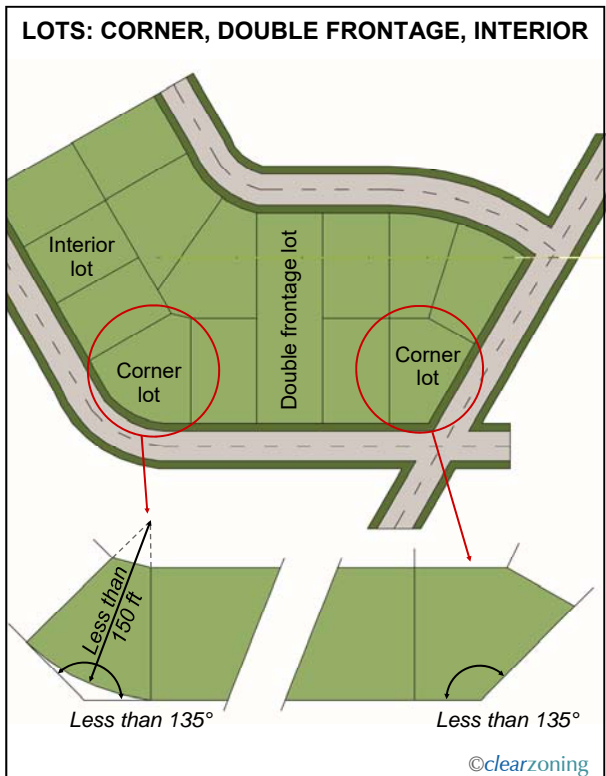 LOTS: CORNER, DOUBLE FRONTAGE, INTERIOR
Interior
lot
Double frontage lot
Corner
lot
Corner
lot
Less than
150 ft
Less than 135°
Less than 135°
©clearzoning